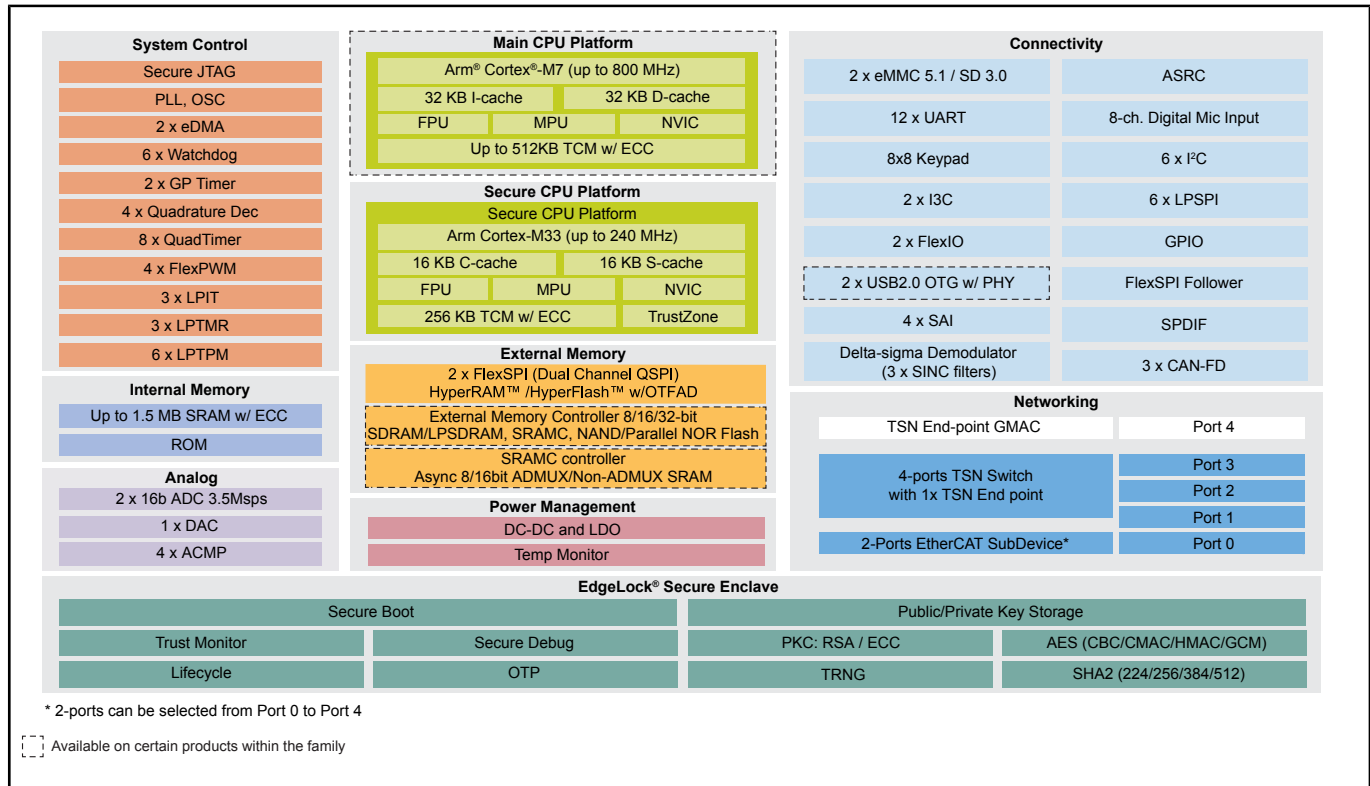 System Control
Secure JTAG
PLL, OSC
2 x eDMA
6 x Watchdog
2 x GP Timer
4 x Quadrature Dec
8 x QuadTimer
4 x FlexPWM
3 x LPIT
3 x LPTMR
6 x LPTPM
Internal Memory
Up to 1.5 MB SRAM w/ ECC
ROM
Analog
2 x 16b ADC 3.5Msps
1 x DAC
4 x ACMP
Main CPU Platform
Arm® Cortex®-M7 (up to 800 MHz)
32 KB I-cache
32 KB D-cache
FPU
MPU
NVIC
Up to 512KB TCM w/ ECC
Secure CPU Platform
Secure CPU Platform
Arm Cortex-M33 (up to 240 MHz)
16 KB C-cache
16 KB S-cache
FPU
MPU
NVIC
256 KB TCM w/ ECC
TrustZone
External Memory
2 x FlexSPI (Dual Channel QSPI)
HyperRAM™ /HyperFlash™ w/OTFAD
External Memory Controller 8/16/32-bit
SDRAM/LPSDRAM, SRAMC, NAND/Parallel NOR Flash
SRAMC controller
Async 8/16bit ADMUX/Non-ADMUX SRAM
Power Management
DC-DC and LDO
Temp Monitor
Connectivity
2 x eMMC 5.1 / SD 3.0
ASRC
12 x UART
8-ch. Digital Mic Input
8x8 Keypad
6 x I²C
2 x I3C
6 x LPSPI
2 x FlexIO
GPIO
2 x USB2.0 OTG w/ PHY
FlexSPI Follower
4 x SAI
SPDIF
Delta-sigma Demodulator
(3 x SINC filters)
3 x CAN-FD
Networking
TSN End-point GMAC
Port 4
4-ports TSN Switch
with 1x TSN End point
Port 3
Port 2
Port 1
2-Ports EtherCAT SubDevice*
Port 0
EdgeLock® Secure Enclave
Secure Boot
Public/Private Key Storage
Trust Monitor
Secure Debug
PKC: RSA / ECC
AES (CBC/CMAC/HMAC/GCM)
Lifecycle
OTP
TRNG
SHA2 (224/256/384/512)
* 2-ports can be selected from Port 0 to Port 4
Available on certain products within the family